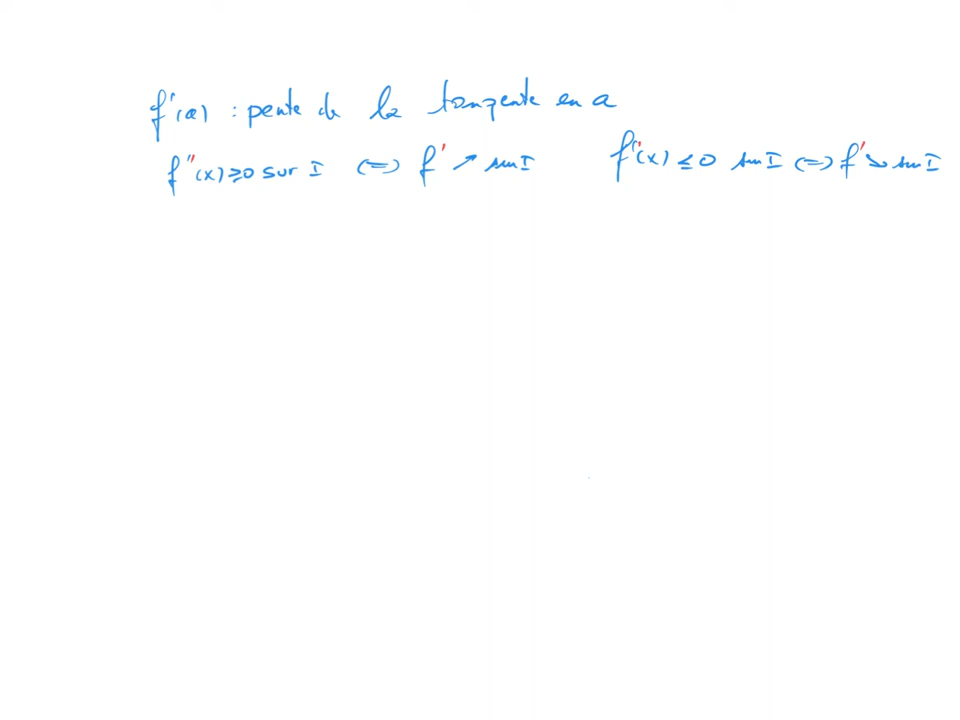 f'(a) : pente de la tangente en a
f''(x) ≥ 0 sur I ⇔ f' ↗ sur I f''(x) ≤ 0 sur I ⇔ f' ↘ sur I